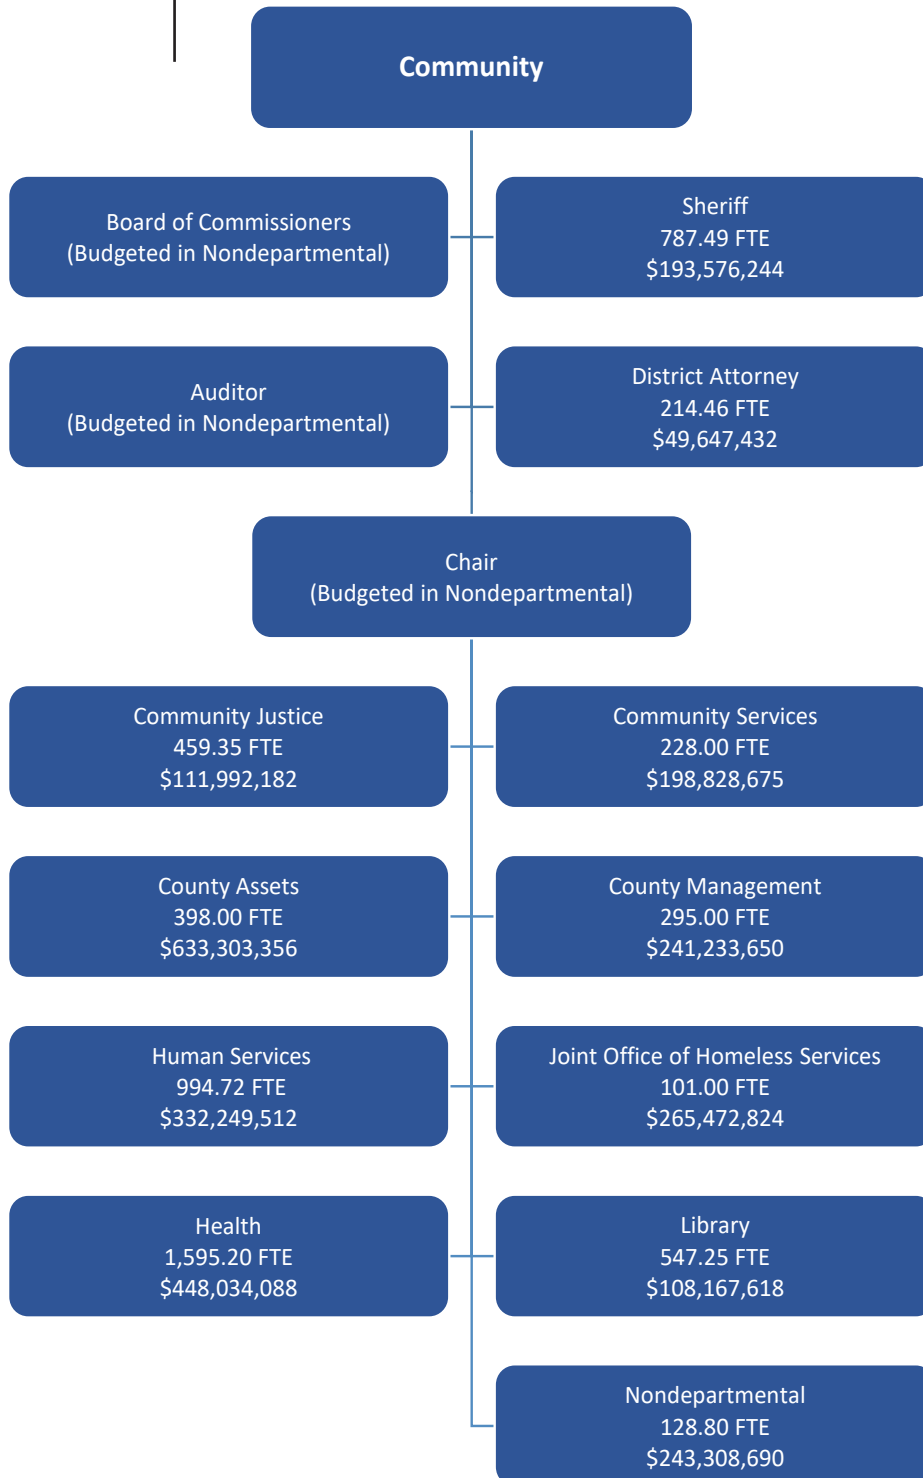 Community
Board of Commissioners
(Budgeted in Nondepartmental)
Sheriff
787.49 FTE
$193,576,244
Auditor
(Budgeted in Nondepartmental)
District Attorney
214.46 FTE
$49,647,432
Chair
(Budgeted in Nondepartmental)
Community Justice
459.35 FTE
$111,992,182
Community Services
228.00 FTE
$198,828,675
County Assets
398.00 FTE
$633,303,356
County Management
295.00 FTE
$241,233,650
Human Services
994.72 FTE
$332,249,512
Joint Office of Homeless Services
101.00 FTE
$265,472,824
Health
1,595.20 FTE
$448,034,088
Library
547.25 FTE
$108,167,618
Nondepartmental
128.80 FTE
$243,308,690